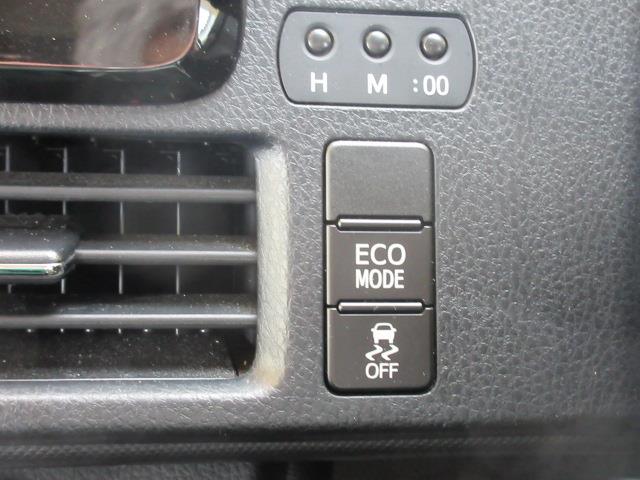 H M :00
ECO
MODE
OFF